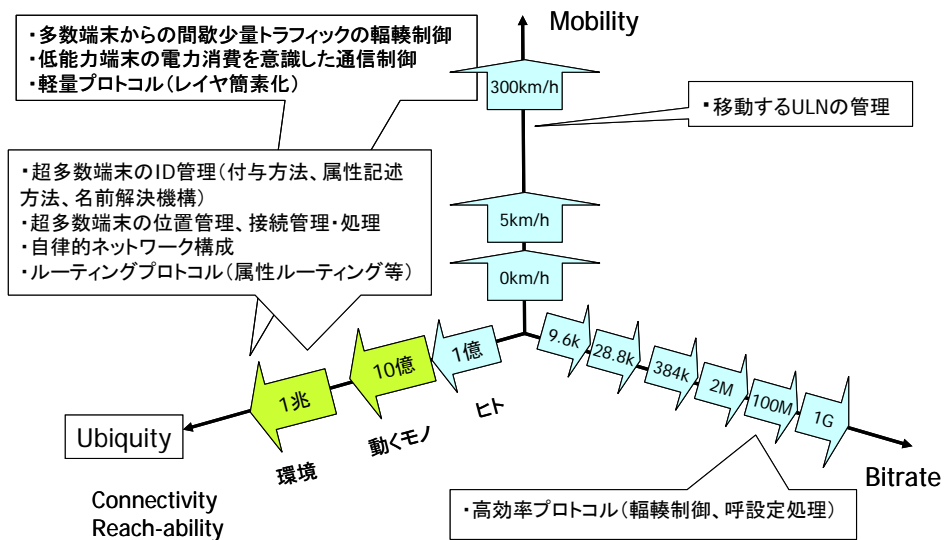 ・多数端末からの間歇少量トラフィックの輻輳制御
・低能力端末の電力消費を意識した通信制御
・軽量プロトコル（レイヤ簡素化）
Mobility
300km/h
・移動するULNの管理
・超多数端末のID管理（付与方法、属性記述
方法、名前解決機構）
・超多数端末の位置管理、接続管理・処理
・自律的ネットワーク構成
・ルーティングプロトコル（属性ルーティング等）
5km/h
0km/h
9.6k
28.8k
384k
2M
100M
1G
Bitrate
1億
10億
1兆
ヒト
動くモノ
環境
Ubiquity
Connectivity
Reach-ability
・高効率プロトコル（輻輳制御、呼設定処理）